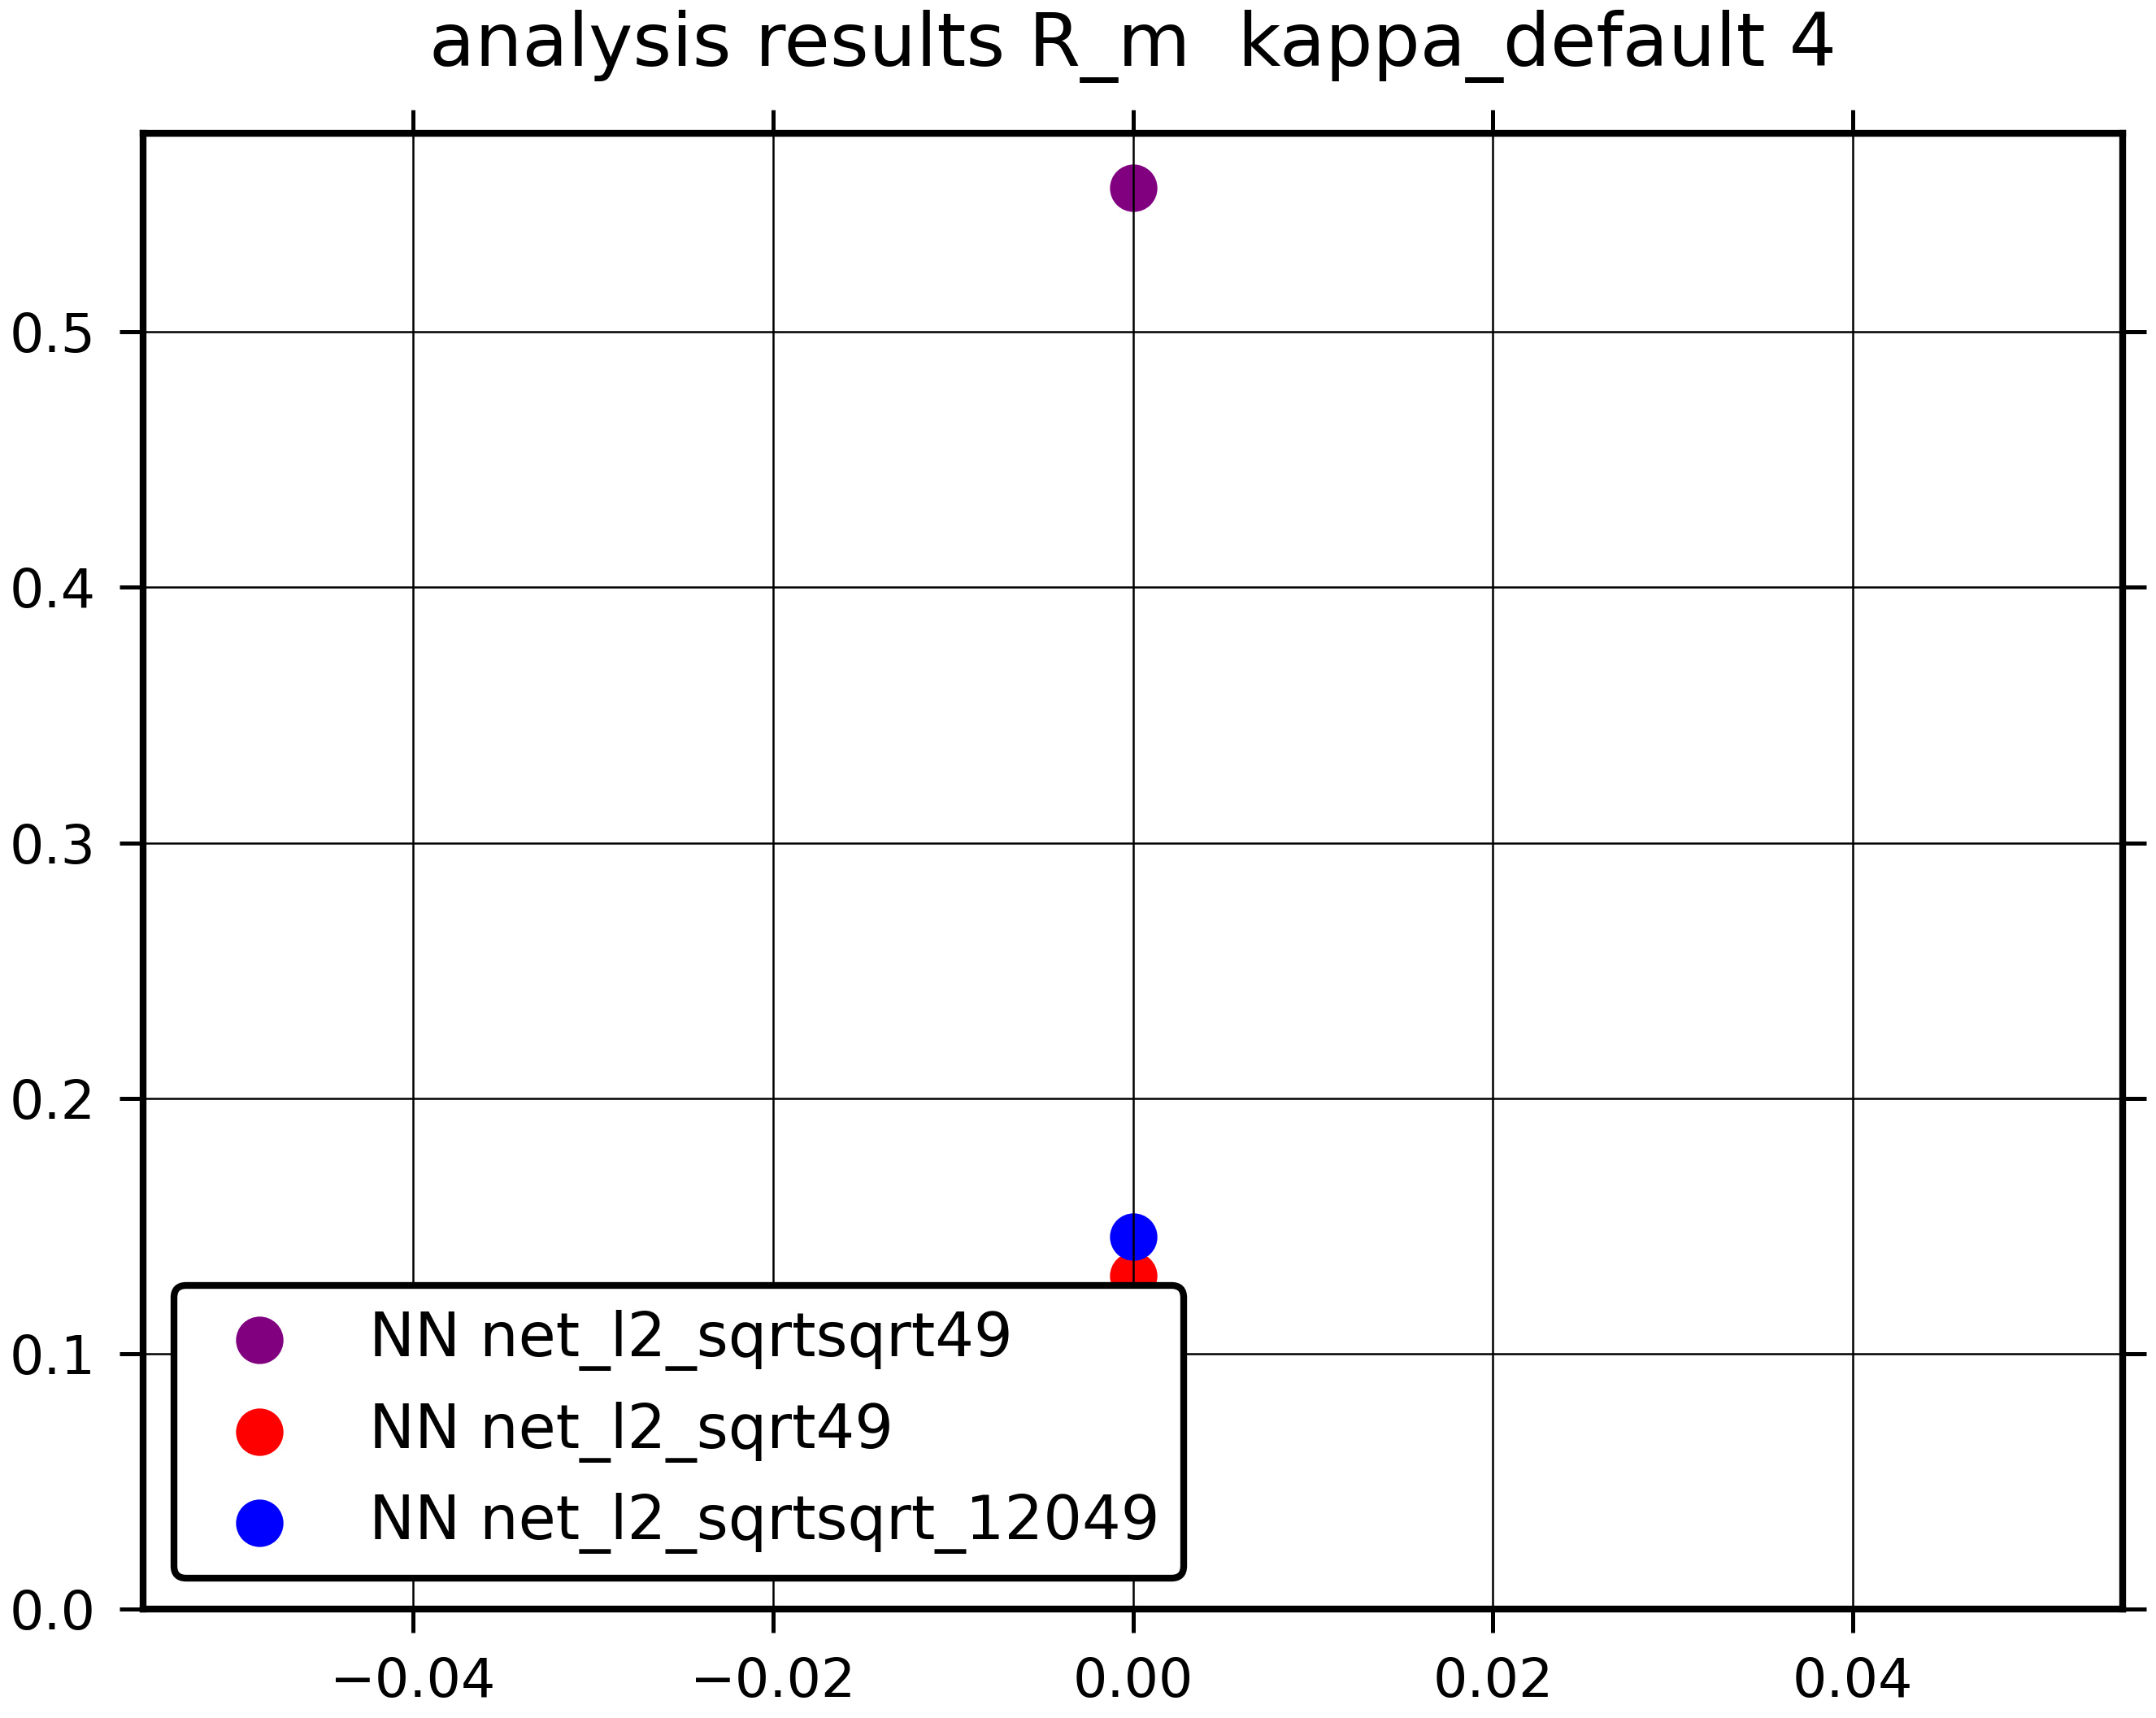 analysis results R_m  kappa_default 4
0.5
0.4
0.3
0.2
0.1
0.0
NN net_l2_sqrtsqrt49
NN net_l2_sqrt49
NN net_l2_sqrtsqrt_12049
−0.04 −0.02 0.00 0.02 0.04